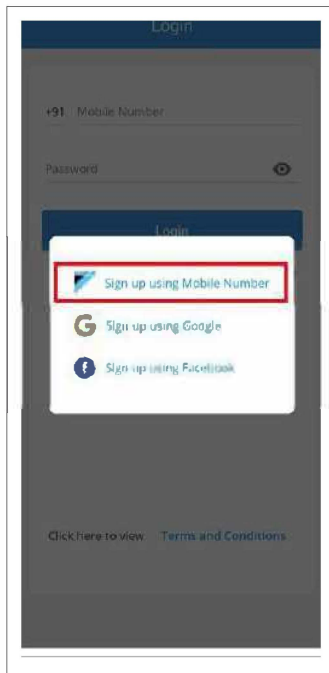 Login
+91 Mobile Number
Password
Login
Sign up using Mobile Number
Sign up using Google
Sign up using Facebook
Click here to view Terms and Conditions